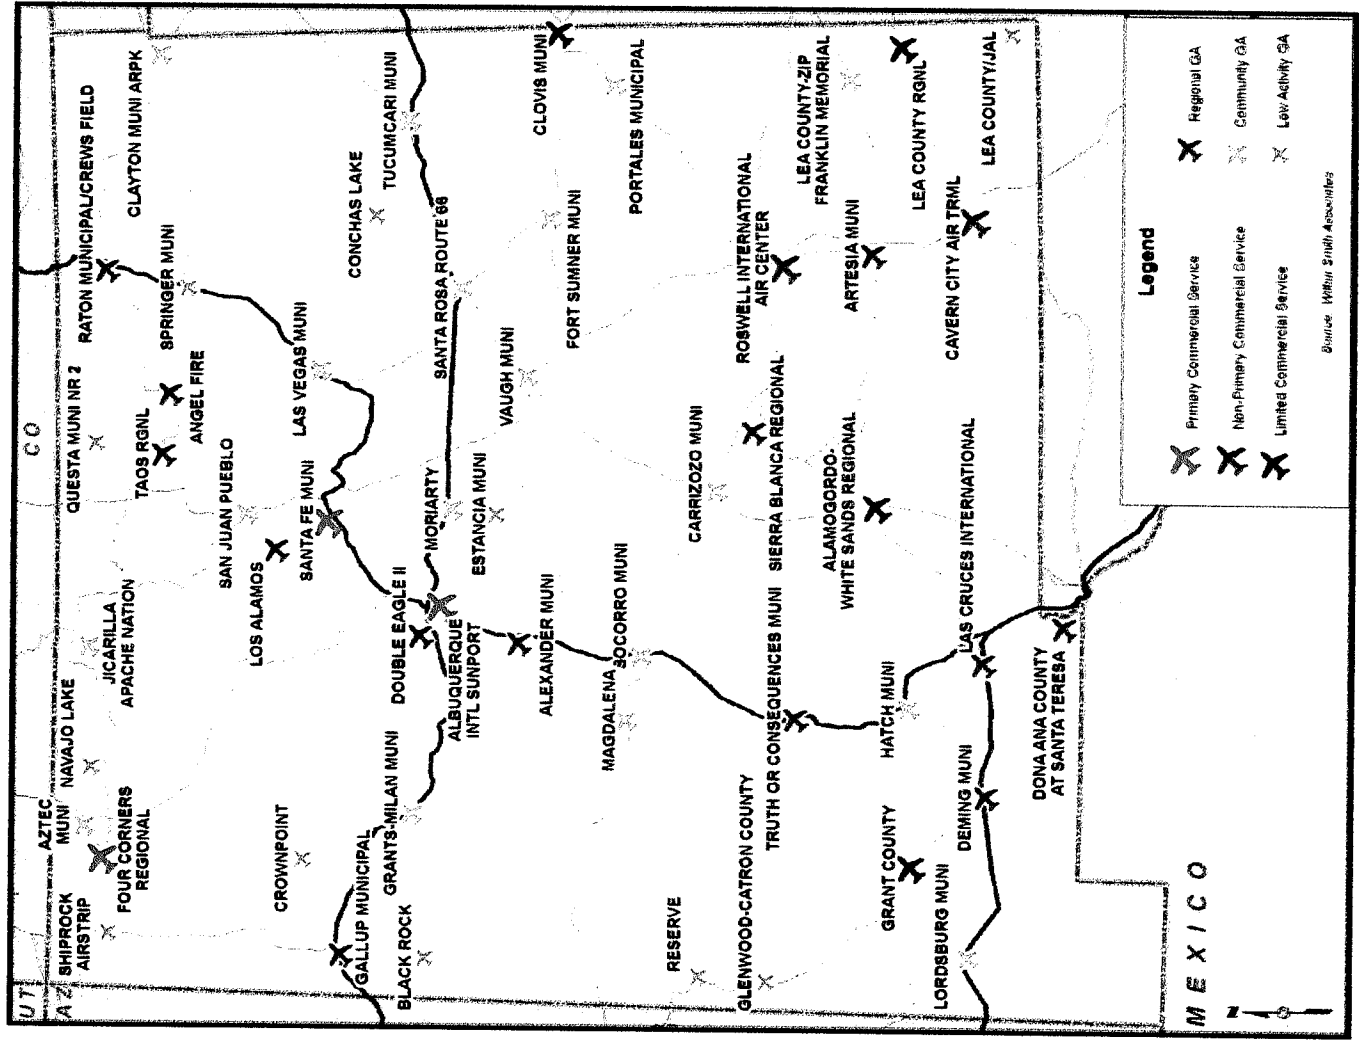 UT
CO
AZ
SHIPROCK
AIRSTRIP
AZTEC
MUNI
NAVAJO LAKE
FOUR CORNERS
REGIONAL
JICARILLA
APACHE NATION
QUESTA MUNI NR 2
RATON MUNICIPAL/CREWS FIELD
CLAYTON MUNI ARPK
TAOS RGNL
SPRINGER MUNI
ANGEL FIRE
SAN JUAN PUEBLO
LOS ALAMOS
CROWNPOINT
SANTA FE MUNI
LAS VEGAS MUNI
CONCHAS LAKE
TUCUMCARI MUNI
GALLUP MUNICIPAL
GRANTS-MILAN MUNI
DOUBLE EAGLE II
MORIARTY
SANTA ROSA ROUTE 66
BLACK ROCK
ALBUQUERQUE
INTL SUNPORT
ESTANCIA MUNI
VAUGH MUNI
CLOVIS MUNI
ALEXANDER MUNI
FORT SUMNER MUNI
MAGDALENA
SOCORRO MUNI
PORTALES MUNICIPAL
RESERVE
CARRIZOZO MUNI
GLENWOOD-CATRON COUNTY
TRUTH OR CONSEQUENCES MUNI
SIERRA BLANCA REGIONAL
ROSWELL INTERNATIONAL
AIR CENTER
LEA COUNTY-ZIP
FRANKLIN MEMORIAL
ALAMOGORDO-
WHITE SANDS REGIONAL
ARTESIA MUNI
GRANT COUNTY
HATCH MUNI
LEA COUNTY RGNL
LORDSBURG MUNI
DEMING MUNI
LAS CRUCES INTERNATIONAL
CAVERN CITY AIR TRML
LEA COUNTY/JAL
DONA ANA COUNTY
AT SANTA TERESA
MEXICO
N
Legend
Primary Commercial Service
Non-Primary Commercial Service
Limited Commercial Service
Regional GA
Community GA
Low Activity GA
Source: Wilbur Smith Associates